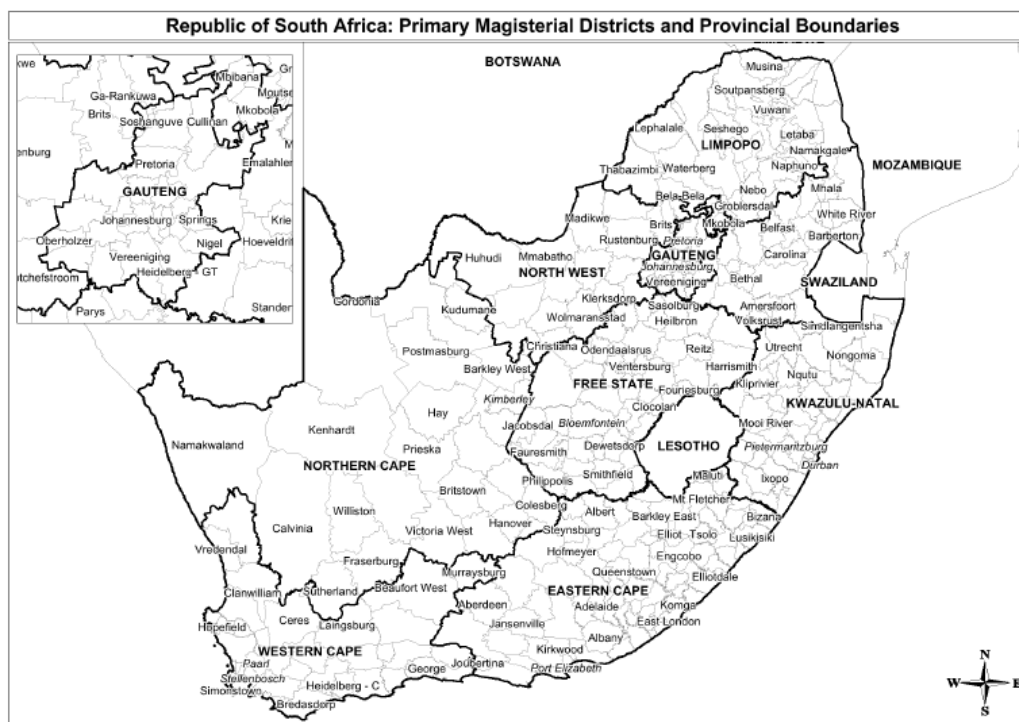 Republic of South Africa: Primary Magisterial Districts and Provincial Boundaries
BOTSWANA
MOZAMBIQUE
SWAZILAND
LESOTHO
Mbibana
Ga-Rankuwa
Mkobola
Brits
Soshanguve
Cullinan
Pretoria
GAUTENG
Johannesburg
Springs
Oberholzer
Nigel
Vereeniging
Heidelberg - GT
Parys
Musina
Soutpansberg
Vuwani
Lephalale
Seshego
Letaba
LIMPOPO
Namakgale
Thabazimbi
Waterberg
Naphuno
Nebo
Mhala
Bela-Bela
Groblersdal
Madikwe
Brits
Mkobola
White River
Belfast
Rustenburg
Pretoria
Barberton
Huhudi
Mmabatho
GAUTENG
Carolina
Johannesburg
NORTH WEST
Vereeniging
Bethal
Gordonia
Kudumane
Klerksdorp
Sasolburg
Amersfoort
Wolmaransstad
Heilbron
Volksrust
Simdlangentsha
Postmasburg
Christiana
Odendaalsrus
Reitz
Utrecht
Nongoma
Barkley West
Ventersburg
Harrismith
Nqutu
FREE STATE
Kliprivier
Kimberley
Fouriesburg
KWAZULU-NATAL
Hay
Clocolan
Kenhardt
Jacobsdal
Bloemfontein
Mooi River
Namakwaland
Prieska
Dewetsdorp
Pietermaritzburg
NORTHERN CAPE
Fauresmith
Durban
Smithfield
Maluti
Ixopo
Philippolis
Britstown
Mt Fletcher
Williston
Colesberg
Albert
Barkley East
Bizana
Calvinia
Victoria West
Hanover
Steynsburg
Elliot
Tsolo
Lusikisiki
Vredendal
Hofmeyer
Engcobo
Fraserburg
Murraysburg
Queenstown
Elliotdale
Clanwilliam
Sutherland
Beaufort West
EASTERN CAPE
Aberdeen
Adelaide
Komga
Hopefield
Ceres
Laingsburg
Jansenville
East London
Albany
WESTERN CAPE
Kirkwood
Paarl
George
Joubertina
Port Elizabeth
Stellenbosch
Simonstown
Heidelberg - C
Bredasdorp
N
W
E
S